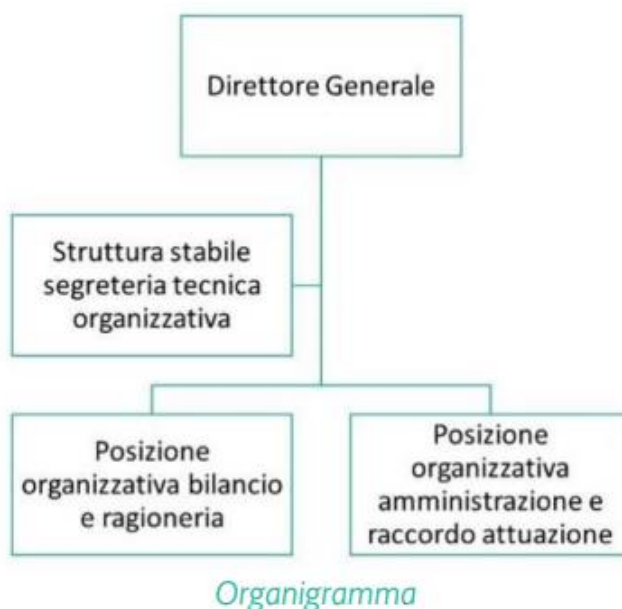 Direttore Generale
Struttura stabile
segreteria tecnica
organizzativa
Posizione
organizzativa bilancio
e ragioneria
Posizione
organizzativa
amministrazione e
raccordo attuazione
Organigramma